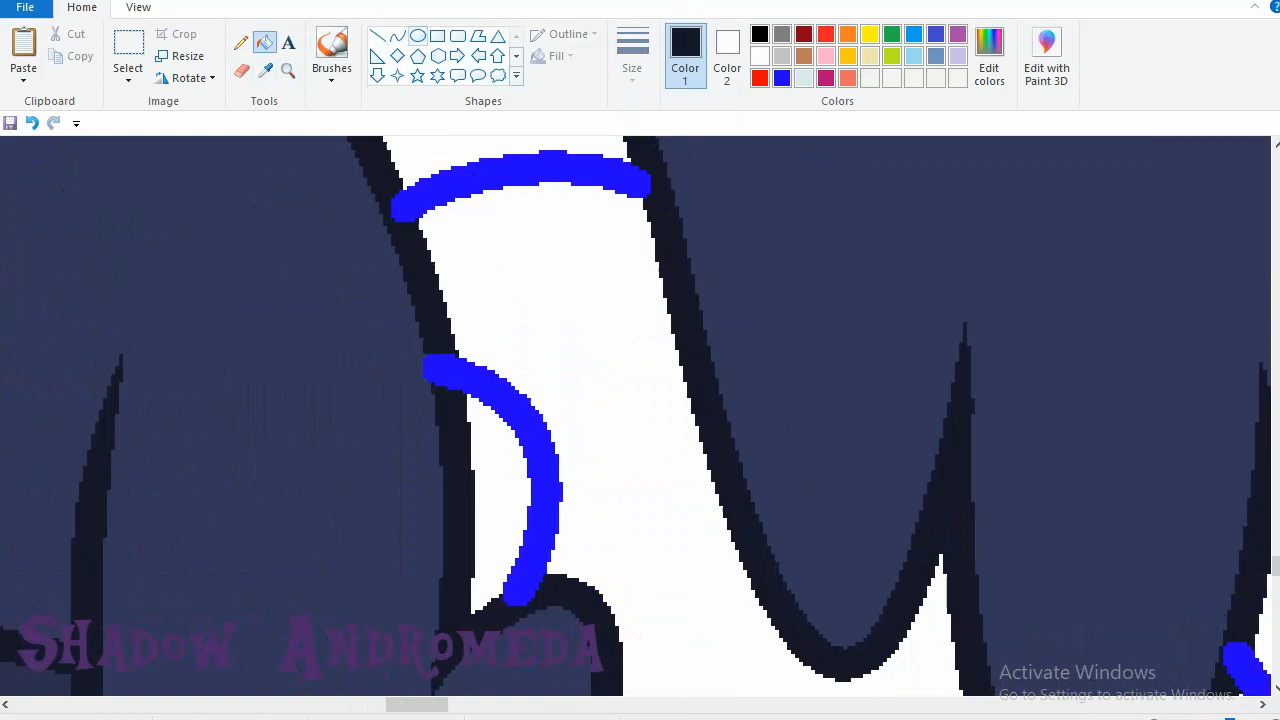 File Home View
Paste Cut Copy
Clipboard
Select Crop Resize Rotate
Image
A
Tools
Brushes
Outline Fill
Shapes
Size
Color 1
Color 2
Edit colors
Colors
Edit with Paint 3D
Shadow Andromeda
Activate Windows
Go to Settings to activate Windows.